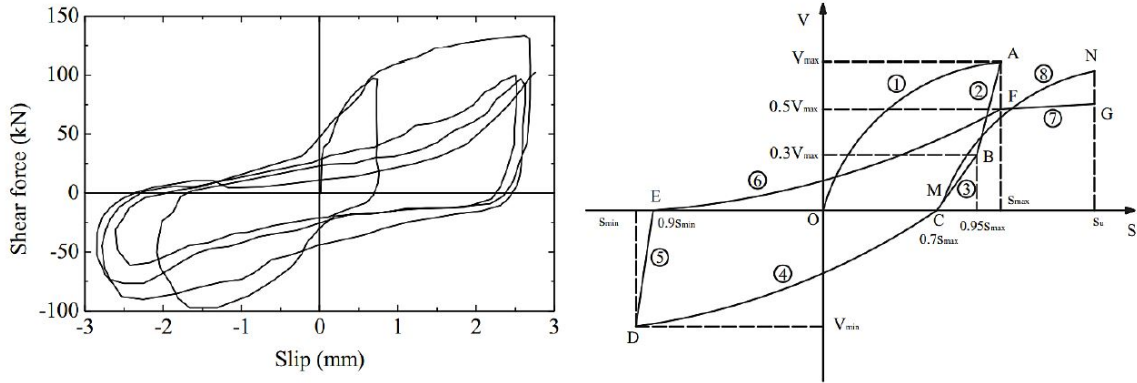 150
100
50
0
-50
-100
-3 -2 -1 0 1 2 3
Shear force (kN)
Slip (mm)
V
Vmax
A
N
①
②
⑧
F
0.5Vmax
⑦
G
0.3Vmax
B
⑥
M
③
E
O
C
Smin
0.9Smin
0.7Smax
0.95Smax
Smax
Su
S
⑤
④
D
Vmin